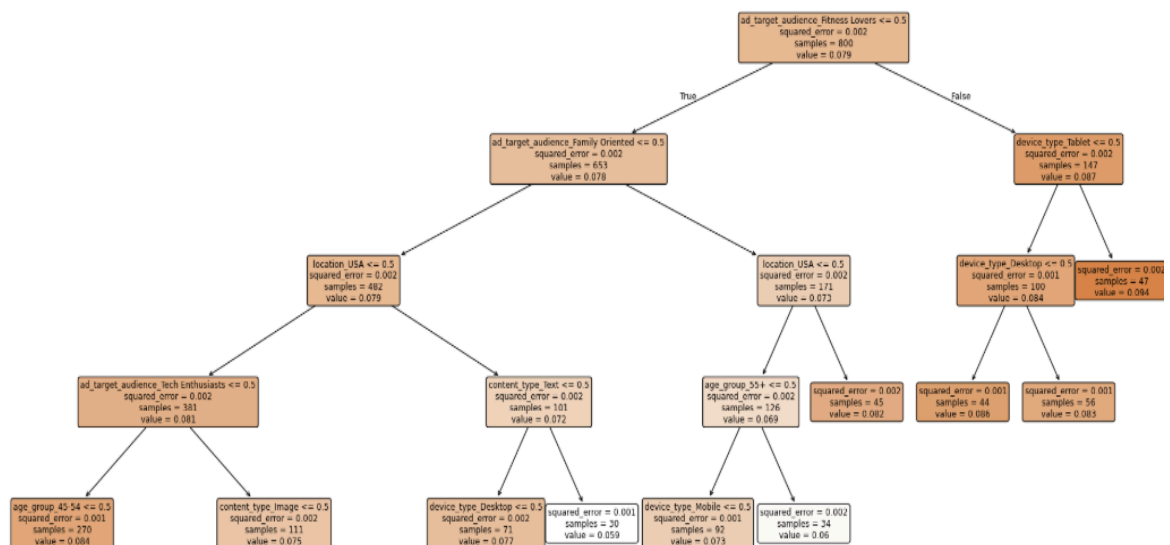 ad_target_audience_Fitness Lovers <= 0.5
squared_error = 0.002
samples = 800
value = 0.079
True
False
ad_target_audience_Family Oriented <= 0.5
squared_error = 0.002
samples = 653
value = 0.078
device_type_Tablet <= 0.5
squared_error = 0.002
samples = 147
value = 0.087
location_USA <= 0.5
squared_error = 0.002
samples = 482
value = 0.079
location_USA <= 0.5
squared_error = 0.002
samples = 171
value = 0.073
device_type_Desktop <= 0.5
squared_error = 0.001
samples = 100
value = 0.084
squared_error = 0.002
samples = 47
value = 0.094
ad_target_audience_Tech Enthusiasts <= 0.5
squared_error = 0.002
samples = 381
value = 0.081
content_type_Text <= 0.5
squared_error = 0.002
samples = 101
value = 0.072
age_group_55+ <= 0.5
squared_error = 0.002
samples = 126
value = 0.069
squared_error = 0.002
samples = 45
value = 0.082
squared_error = 0.001
samples = 44
value = 0.086
squared_error = 0.001
samples = 56
value = 0.083
age_group_45-54 <= 0.5
squared_error = 0.001
samples = 270
value = 0.084
content_type_Image <= 0.5
squared_error = 0.002
samples = 111
value = 0.075
device_type_Desktop <= 0.5
squared_error = 0.002
samples = 71
value = 0.077
squared_error = 0.001
samples = 30
value = 0.059
device_type_Mobile <= 0.5
squared_error = 0.001
samples = 92
value = 0.073
squared_error = 0.002
samples = 34
value = 0.06